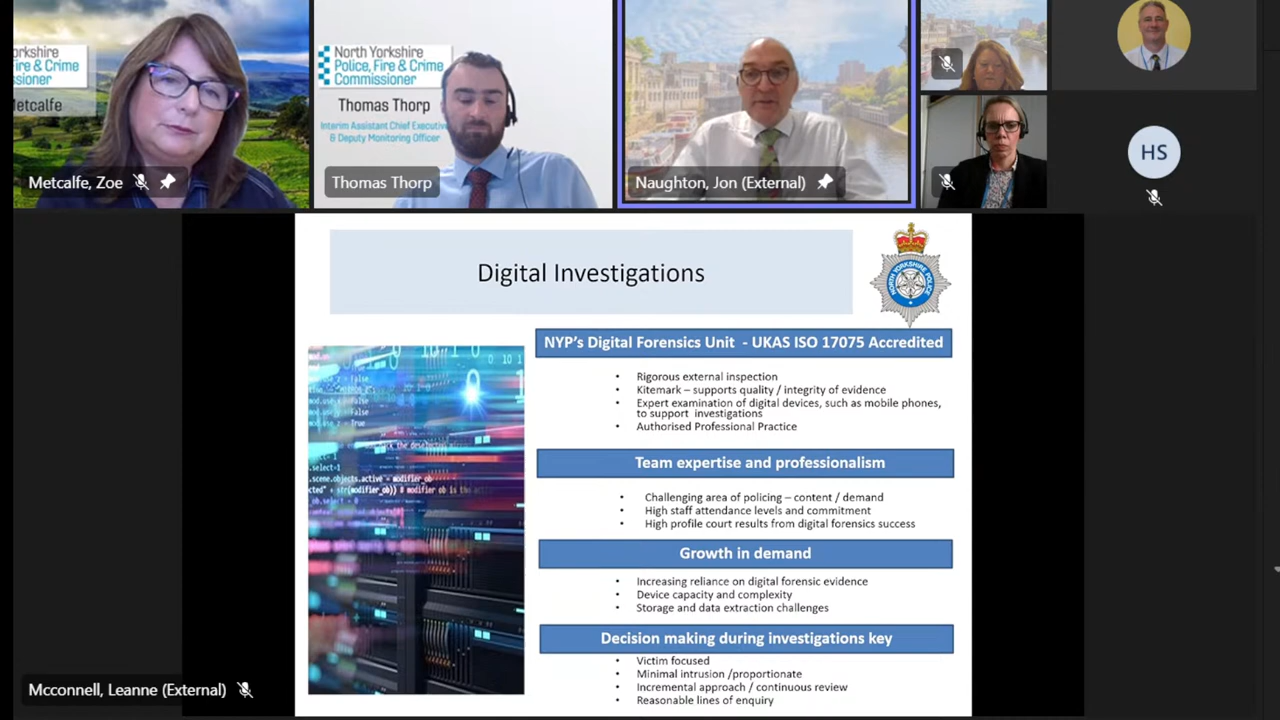 orkshire
Fire & Crime
ssioner
Metcalfe
Metcalfe, Zoe
North Yorkshire
Police, Fire & Crime
Commissioner
Thomas Thorp
Interim Assistant Chief Executive
& Deputy Monitoring Officer
Thomas Thorp
Naughton, Jon (External)
HS
Digital Investigations
NORTH YORKSHIRE POLICE
NYP’s Digital Forensics Unit - UKAS ISO 17075 Accredited
• Rigorous external inspection
• Kitemark – supports quality / integrity of evidence
• Expert examination of digital devices, such as mobile phones,
to support investigations
• Authorised Professional Practice
Team expertise and professionalism
• Challenging area of policing – content / demand
• High staff attendance levels and commitment
• High profile court results from digital forensics success
Growth in demand
• Increasing reliance on digital forensic evidence
• Device capacity and complexity
• Storage and data extraction challenges
Decision making during investigations key
• Victim focused
• Minimal intrusion /proportionate
• Incremental approach / continuous review
• Reasonable lines of enquiry
Mcconnell, Leanne (External)